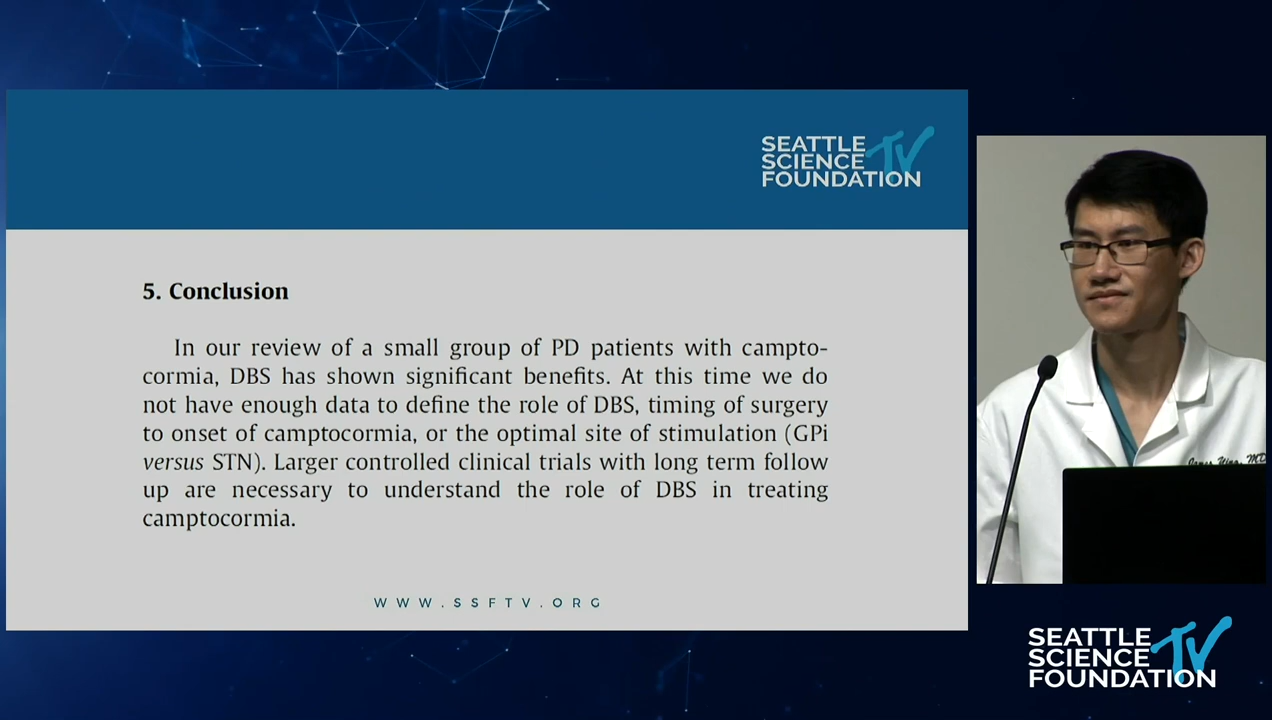 SEATTLE
SCIENCE TV
FOUNDATION
5. Conclusion
In our review of a small group of PD patients with campto-
cormia, DBS has shown significant benefits. At this time we do
not have enough data to define the role of DBS, timing of surgery
to onset of camptocormia, or the optimal site of stimulation (GPi
versus STN). Larger controlled clinical trials with long term follow
up are necessary to understand the role of DBS in treating
camptocormia.
WWW.SSFTV.ORG
MD
SEATTLE
SCIENCE TV
FOUNDATION